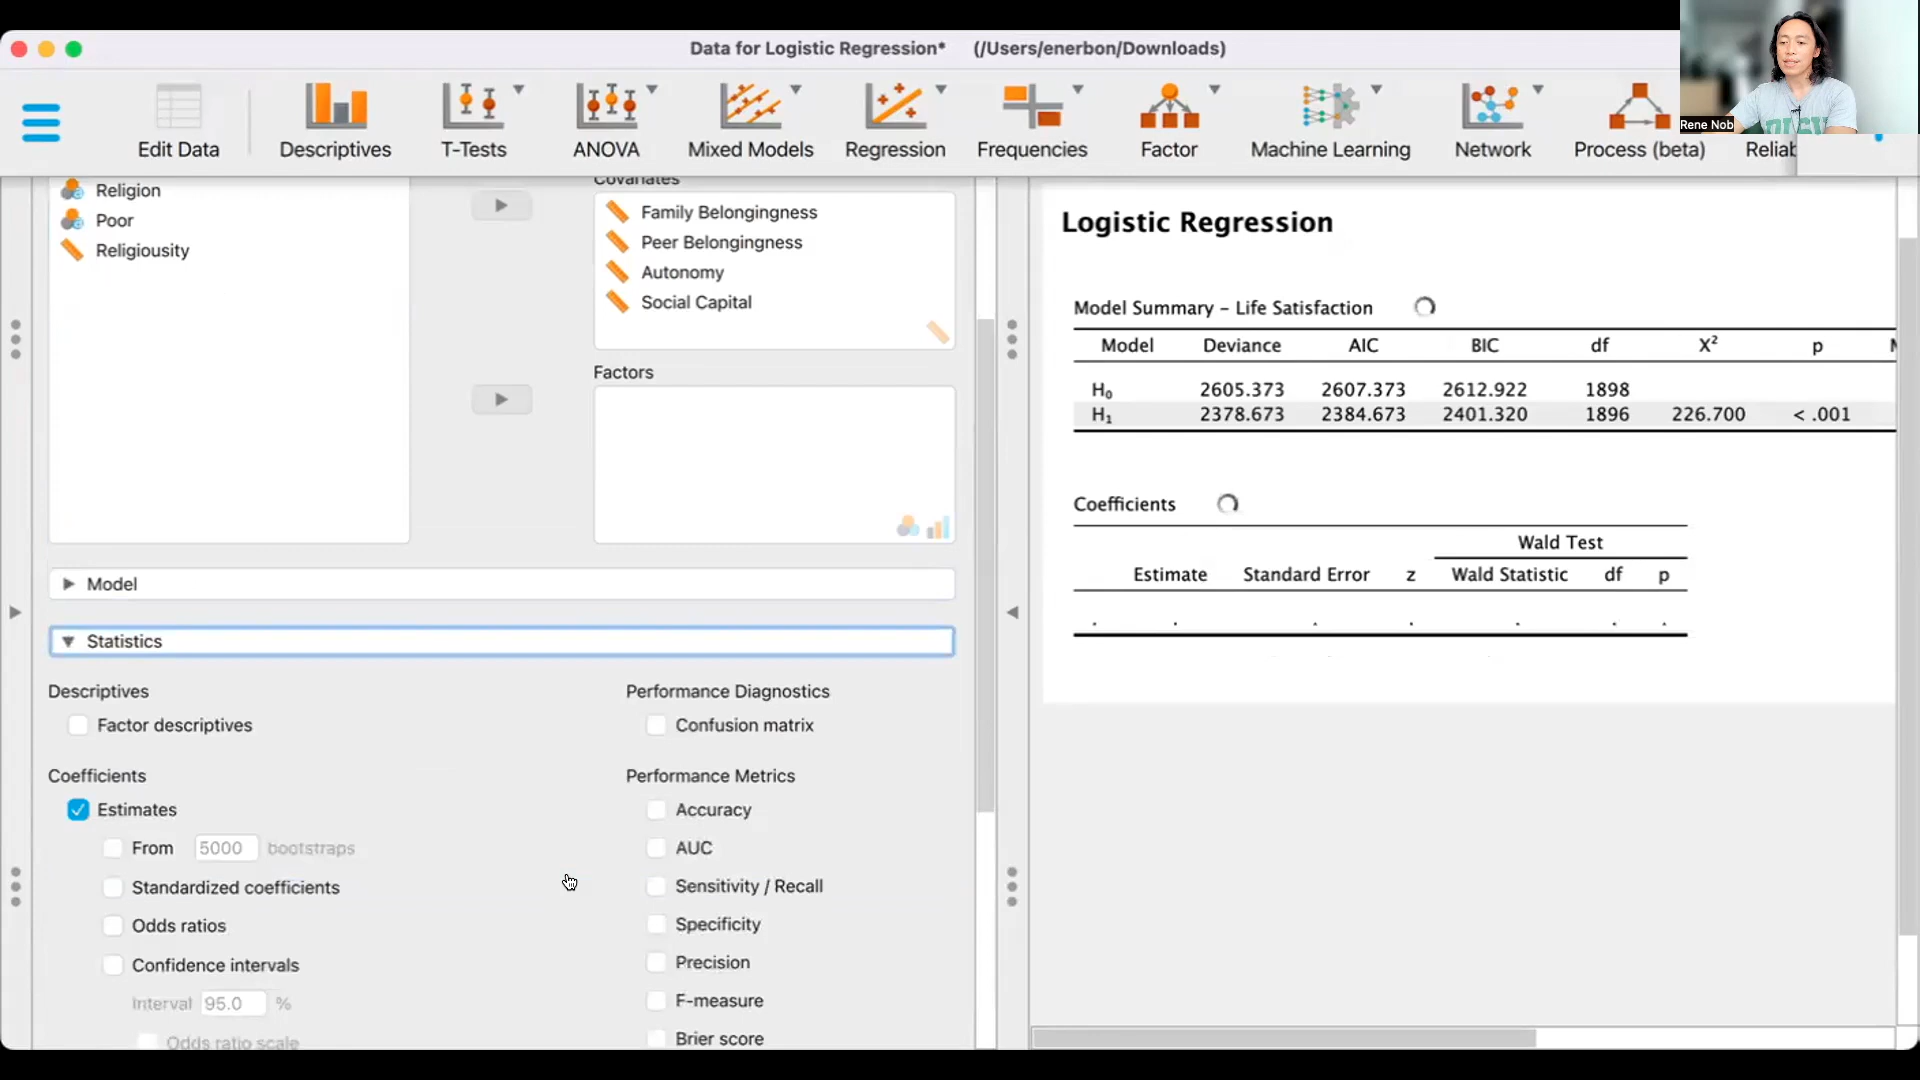 Data for Logistic Regression* (/Users/enerbon/Downloads)
Rene Nob
Edit Data
Descriptives
T-Tests
ANOVA
Mixed Models
Regression
Frequencies
Factor
Machine Learning
Network
Process (beta)
Reliab
Religion
Poor
Religiousity
Covariates
Family Belongingness
Peer Belongingness
Autonomy
Social Capital
Factors
Model
Statistics
Descriptives
Factor descriptives
Coefficients
Estimates
From 5000 bootstraps
Standardized coefficients
Odds ratios
Confidence intervals
Interval 95.0 %
Odds ratio scale
Performance Diagnostics
Confusion matrix
Performance Metrics
Accuracy
AUC
Sensitivity / Recall
Specificity
Precision
F-measure
Brier score
Logistic Regression
Model Summary – Life Satisfaction
Model Deviance AIC BIC df X² p
H₀ 2605.373 2607.373 2612.922 1898
H₁ 2378.673 2384.673 2401.320 1896 226.700 < .001
Coefficients
Wald Test
Estimate Standard Error z Wald Statistic df p
. . . . . . .